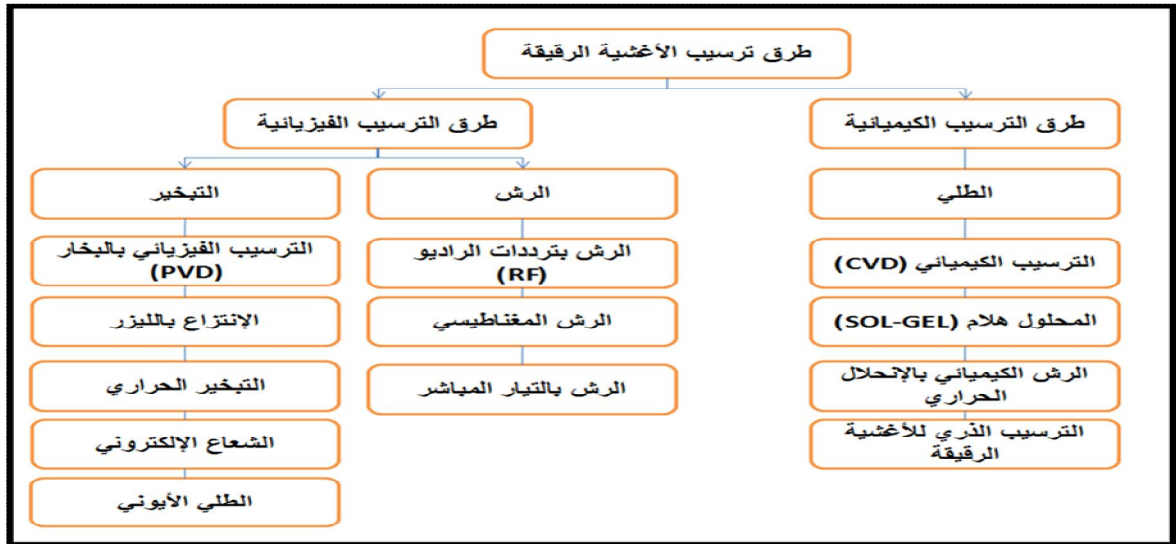 طرق ترسيب الأغشية الرقيقة
طرق الترسيب الكيميائية
طرق الترسيب الفيزيائية
الطلي
الرش
التبخير
الترسيب الكيميائي (CVD)
الرش بترددات الراديو
(RF)
الترسيب الفيزيائي بالبخار
(PVD)
المحلول هلام (SOL-GEL)
الرش المغناطيسي
الإنتزاع بالليزر
الرش الكيميائي بالإنحلال
الحراري
الرش بالتيار المباشر
التبخير الحراري
الترسيب الذري للأغشية
الرقيقة
الشعاع الإلكتروني
الطلي الأيوني